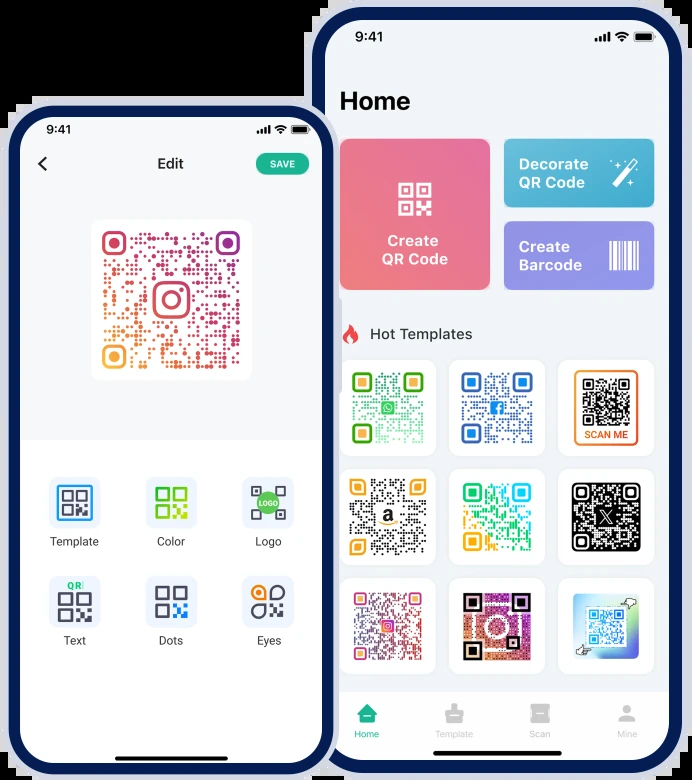 9:41
Edit
SAVE
Template
Color
LOGO
Logo
QR
Text
Dots
Eyes
9:41
Home
Create
QR Code
Decorate
QR Code
Create
Barcode
Hot Templates
SCAN ME
a
Home
Template
Scan
Mine